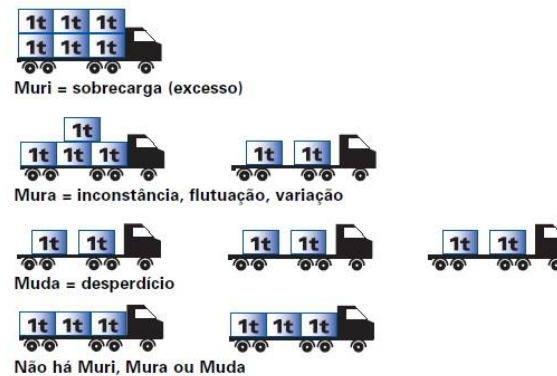 1t 1t 1t
1t 1t 1t
Muri = sobrecarga (excesso)
1t
1t 1t 1t 1t 1t
Mura = inconstância, flutuação, variação
1t 1t 1t 1t 1t 1t
Muda = desperdício
1t 1t 1t 1t 1t 1t
Não há Muri, Mura ou Muda